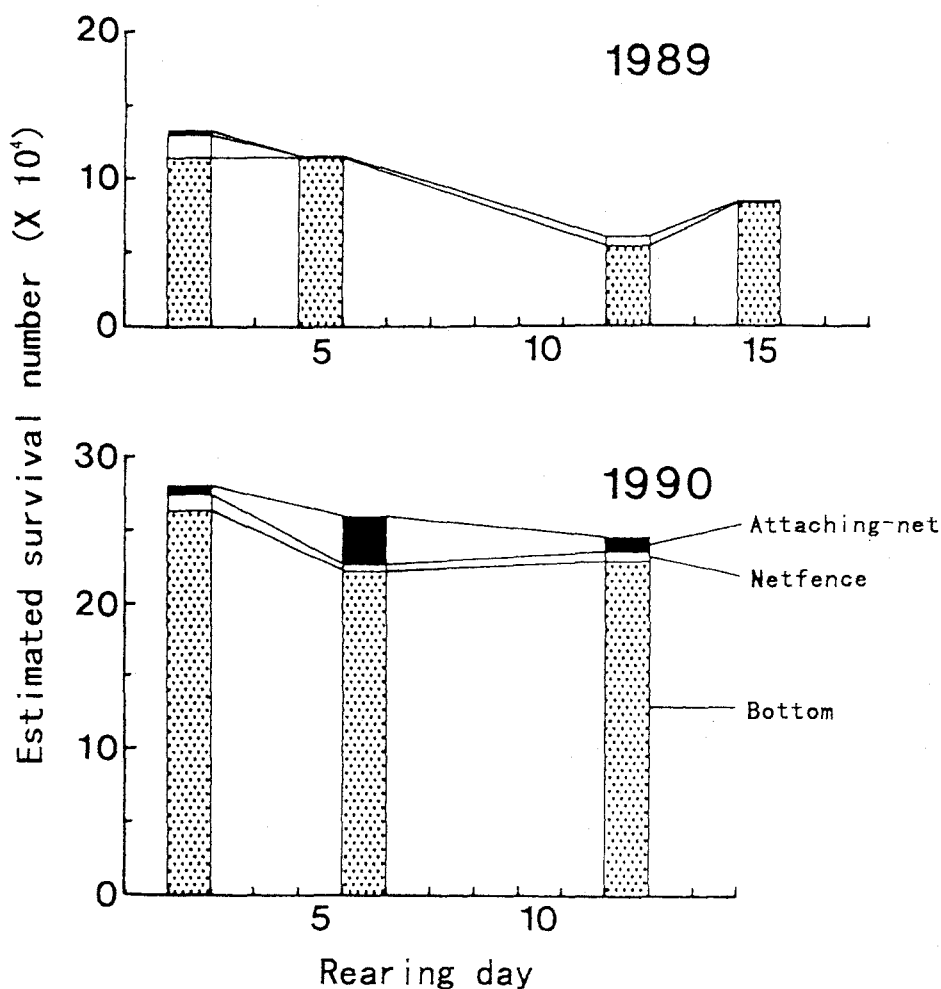 Estimated survival number (X 10⁴)
1989
20
10
0
5
10
15
1990
30
20
10
0
5
10
Attaching-net
Netfence
Bottom
Rearing day